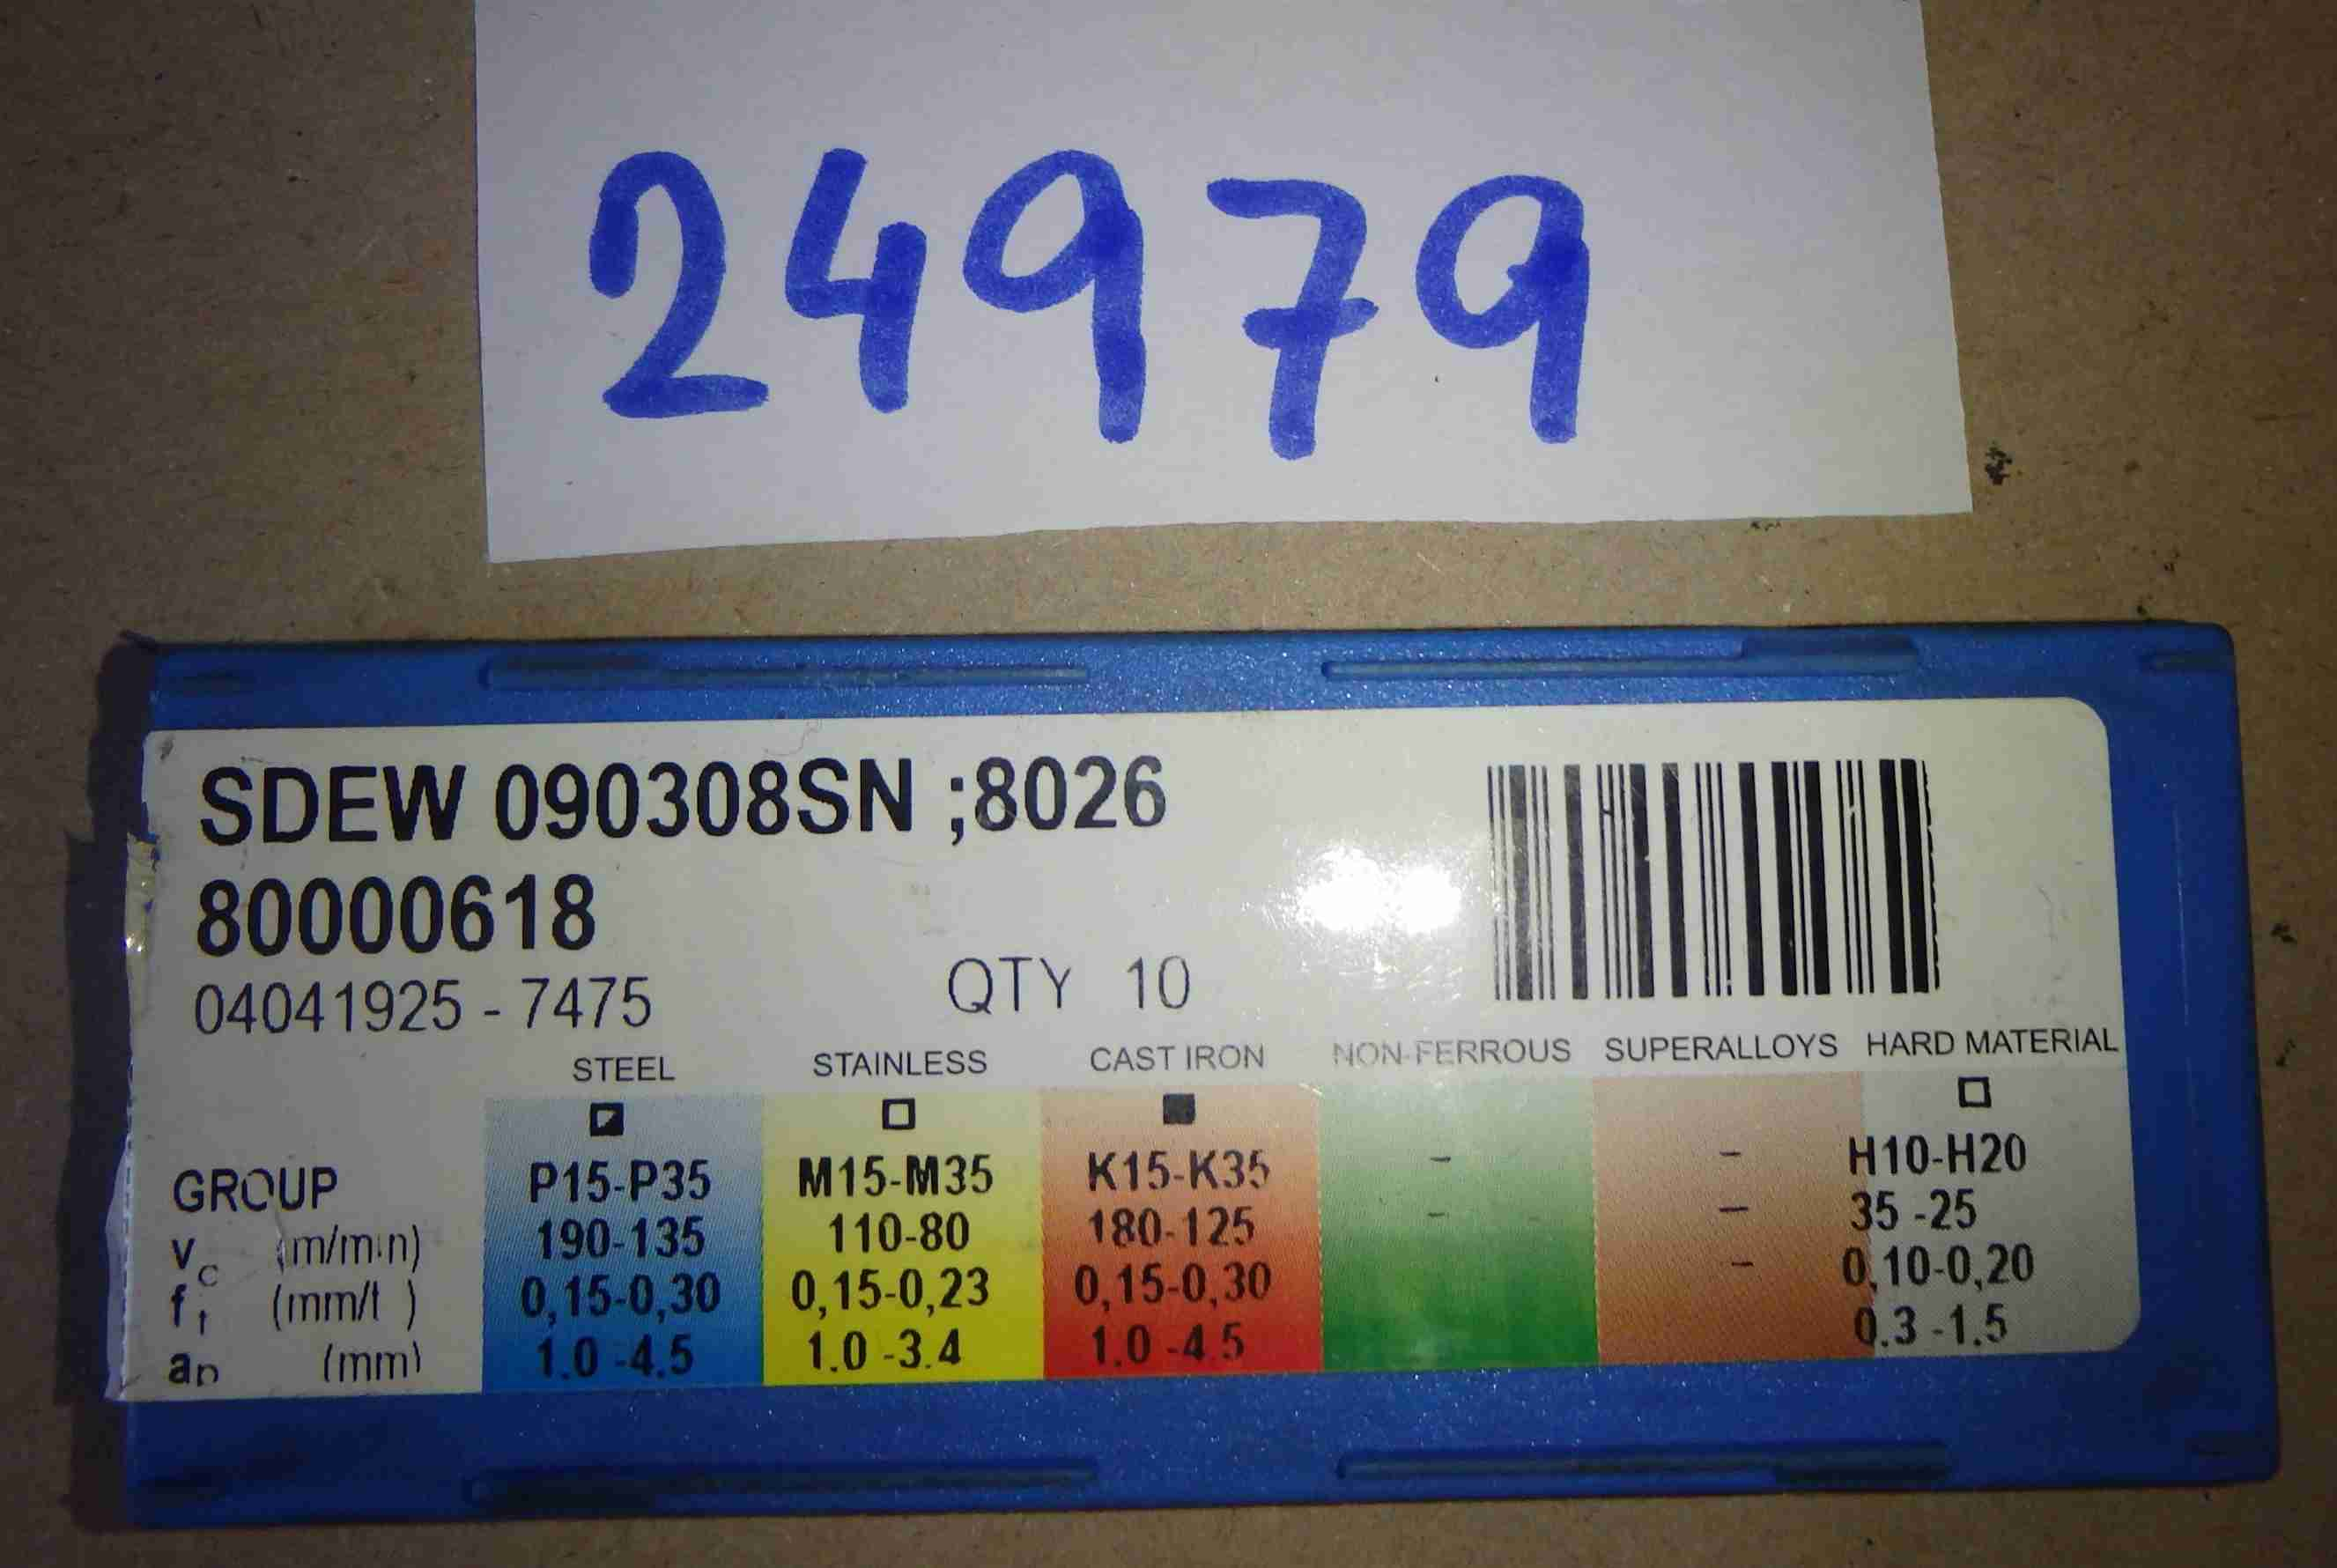 24979
SDEW 090308SN ;8026
80000618
04041925 - 7475
QTY 10
STEEL STAINLESS CAST IRON NON-FERROUS SUPERALLOYS HARD MATERIAL
GROUP P15-P35 M15-M35 K15-K35 - - H10-H20
vc (m/min) 190-135 110-80 180-125 - - 35 -25
ft (mm/t ) 0,15-0,30 0,15-0,23 0,15-0,30 - 0,10-0,20
ap (mm) 1.0 -4.5 1.0 -3.4 1.0 -4.5 0.3 -1.5